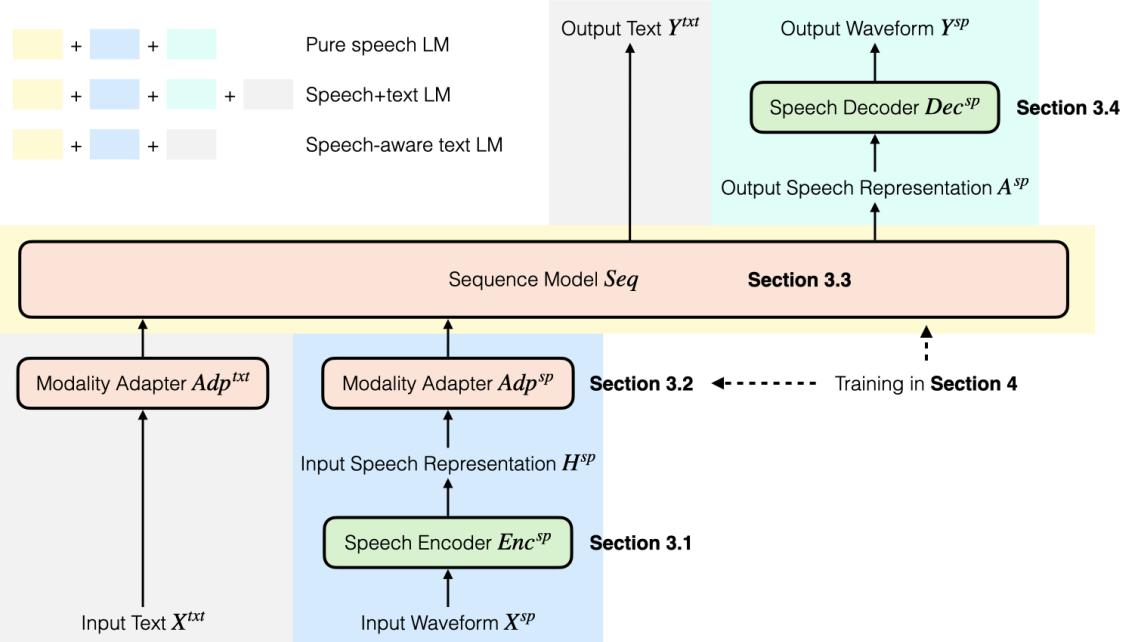 + + Pure speech LM
+ + + Speech+text LM
+ + Speech-aware text LM
Output Text Y^txt
Output Waveform Y^sp
Speech Decoder Dec^sp
Section 3.4
Output Speech Representation A^sp
Sequence Model Seq
Section 3.3
Modality Adapter Adp^txt
Modality Adapter Adp^sp
Section 3.2
Training in Section 4
Input Speech Representation H^sp
Speech Encoder Enc^sp
Section 3.1
Input Text X^txt
Input Waveform X^sp